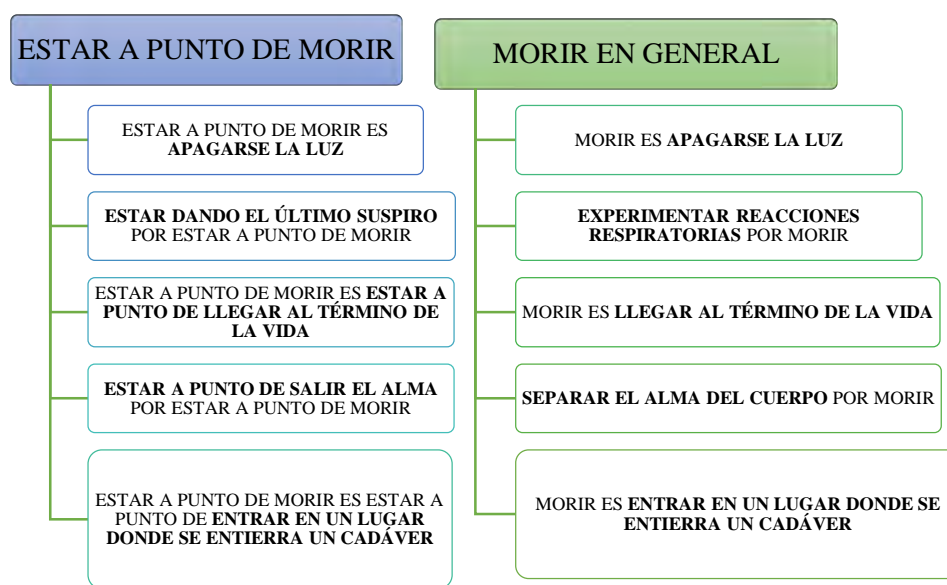 ESTAR A PUNTO DE MORIR
ESTAR A PUNTO DE MORIR ES
APAGARSE LA LUZ
ESTAR DANDO EL ÚLTIMO SUSPIRO
POR ESTAR A PUNTO DE MORIR
ESTAR A PUNTO DE MORIR ES ESTAR A
PUNTO DE LLEGAR AL TÉRMINO DE
LA VIDA
ESTAR A PUNTO DE SALIR EL ALMA
POR ESTAR A PUNTO DE MORIR
ESTAR A PUNTO DE MORIR ES ESTAR A
PUNTO DE ENTRAR EN UN LUGAR
DONDE SE ENTIERRA UN CADÁVER
MORIR EN GENERAL
MORIR ES APAGARSE LA LUZ
EXPERIMENTAR REACCIONES
RESPIRATORIAS POR MORIR
MORIR ES LLEGAR AL TÉRMINO DE LA VIDA
SEPARAR EL ALMA DEL CUERPO POR MORIR
MORIR ES ENTRAR EN UN LUGAR DONDE SE
ENTIERRA UN CADÁVER